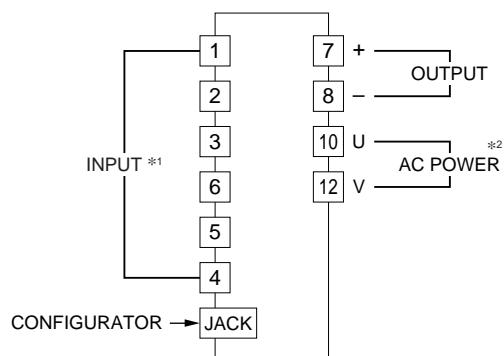 1
7 +
OUTPUT
2
8 –
3
10 U
*2
INPUT *1
AC POWER
6
12 V
5
4
CONFIGURATOR JACK